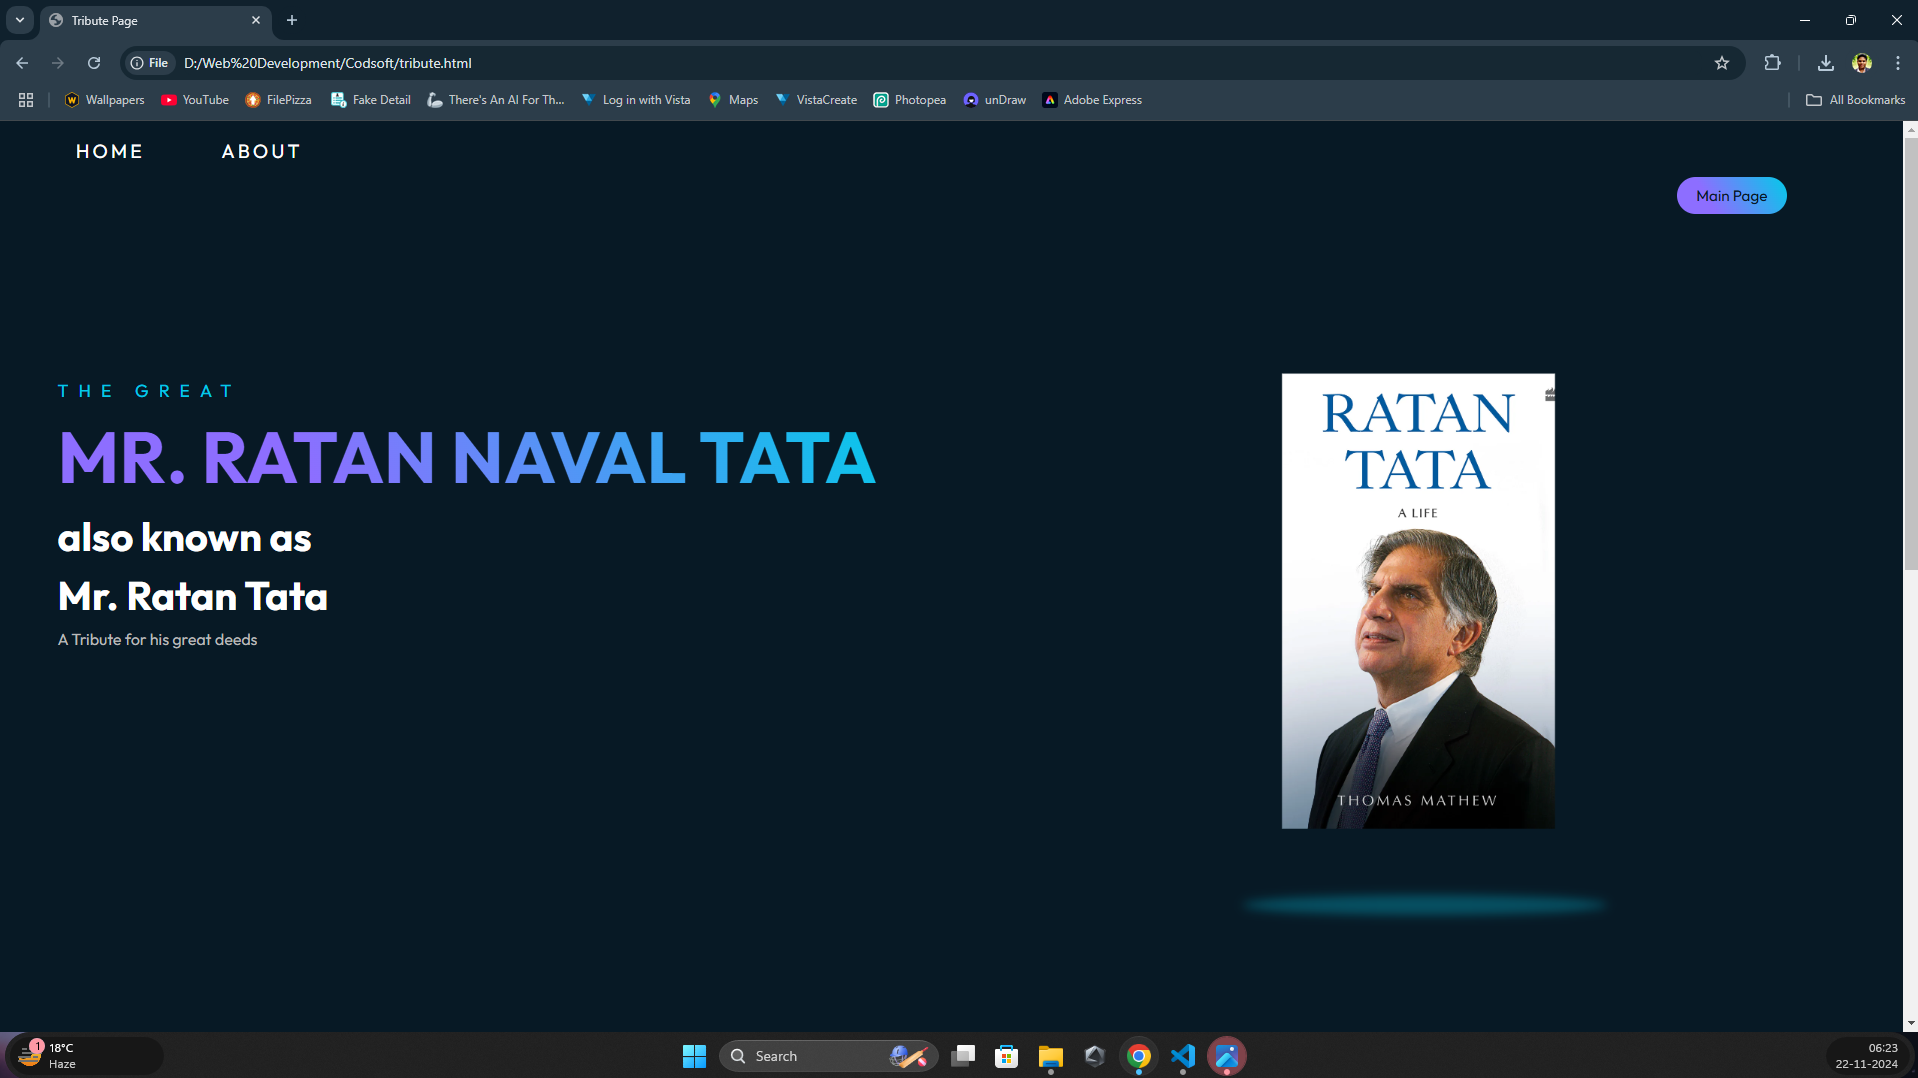 Tribute Page
File D:/Web%20Development/Codsoft/tribute.html
Wallpapers YouTube FilePizza Fake Detail There's An AI For Th... Log in with Vista Maps VistaCreate Photopea unDraw Adobe Express All Bookmarks
HOME ABOUT
Main Page
THE GREAT
MR. RATAN NAVAL TATA
also known as
Mr. Ratan Tata
A Tribute for his great deeds
RATAN
TATA
A LIFE
THOMAS MATHEW
1
18°C
Haze
Search
06:23
22-11-2024